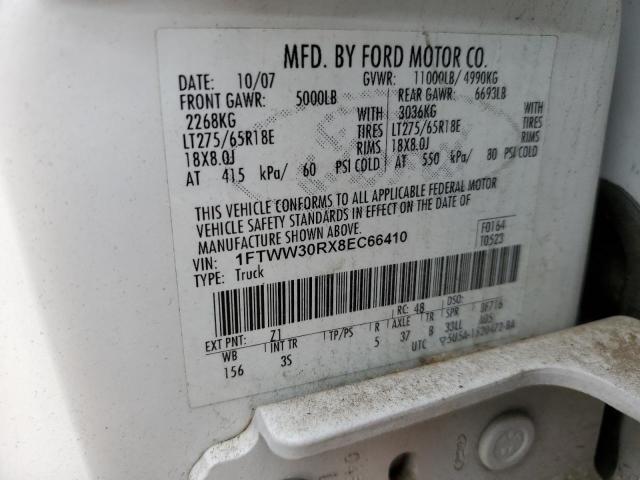 MFD. BY FORD MOTOR CO.
DATE: 10/07 GVWR: 11000LB/ 4990KG
FRONT GAWR: 5000LB REAR GAWR: 6693LB
2268KG WITH 3036KG WITH
LT275/65R18E TIRES LT275/65R18E TIRES
18X8.0J RIMS 18X8.0J RIMS
AT 415 kPa/ 60 PSI COLD AT 550 kPa/ 80 PSI COLD
THIS VEHICLE CONFORMS TO ALL APPLICABLE FEDERAL MOTOR
VEHICLE SAFETY STANDARDS IN EFFECT ON THE DATE OF
MANUFACTURE SHOWN ABOVE.
VIN: 1FTWW30RX8EC66410
TYPE: Truck
F0164
T0523
EXT PNT: Z1 RC: 48 DSO:
WB INT TR TP/PS R AXLE TR SPR
156 3S 5 37 B 33LL
UTC